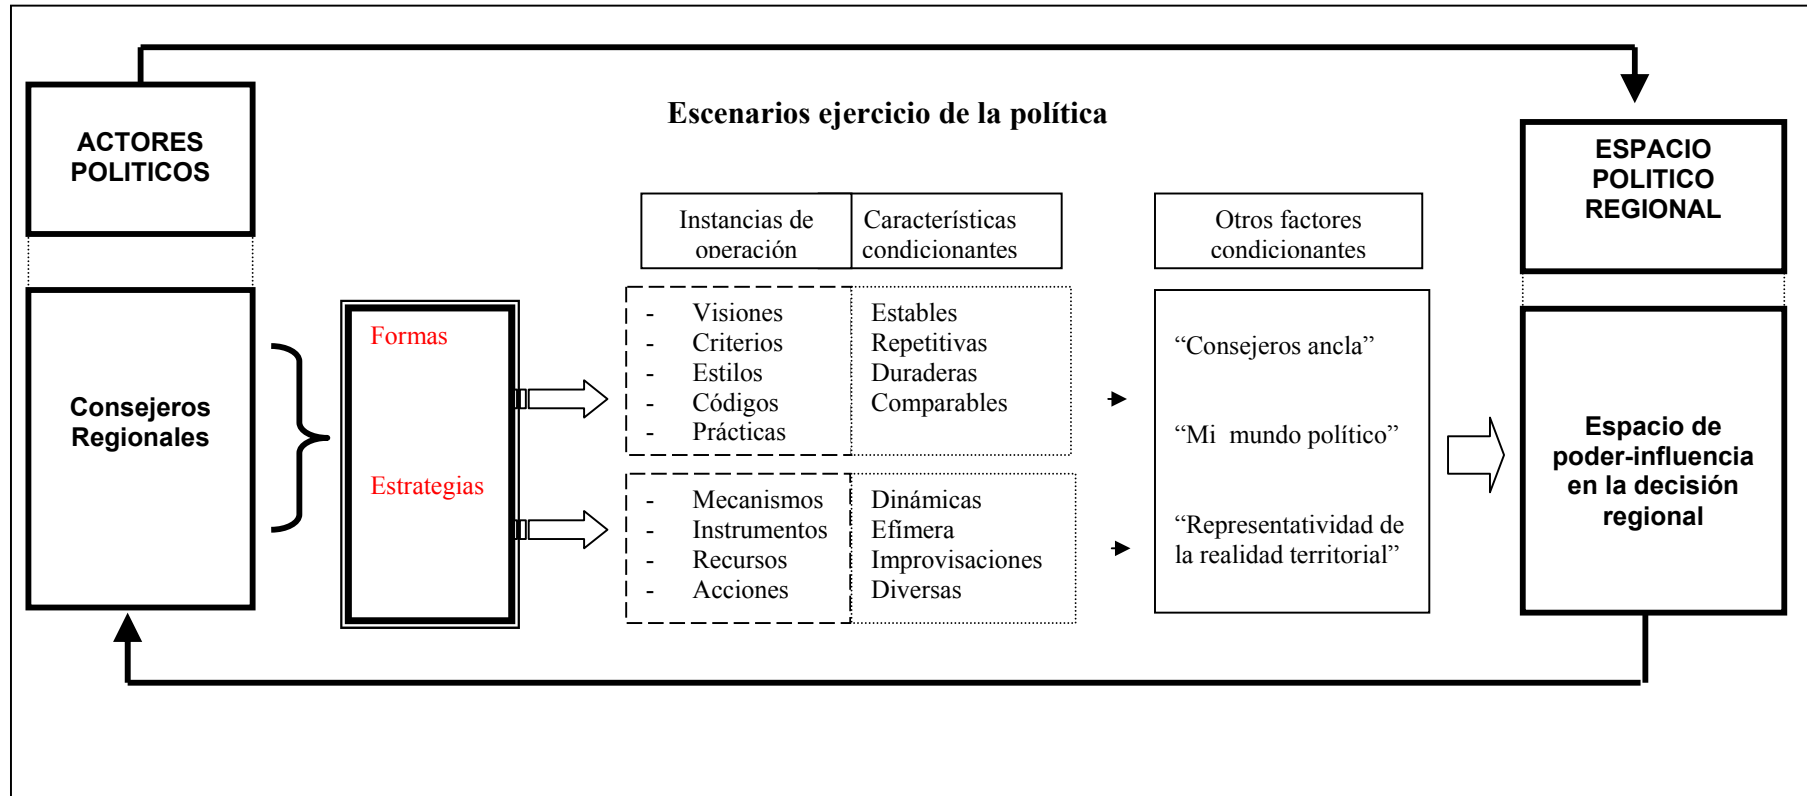 Escenarios ejercicio de la política
ACTORES
POLITICOS
Consejeros
Regionales
Formas
Estrategias
Instancias de
operación
Características
condicionantes
- Visiones
- Criterios
- Estilos
- Códigos
- Prácticas
Estables
Repetitivas
Duraderas
Comparables
- Mecanismos
- Instrumentos
- Recursos
- Acciones
Dinámicas
Efímera
Improvisaciones
Diversas
Otros factores
condicionantes
“Consejeros ancla”
“Mi mundo político”
“Representatividad de
la realidad territorial”
ESPACIO
POLITICO
REGIONAL
Espacio de
poder-influencia
en la decisión
regional